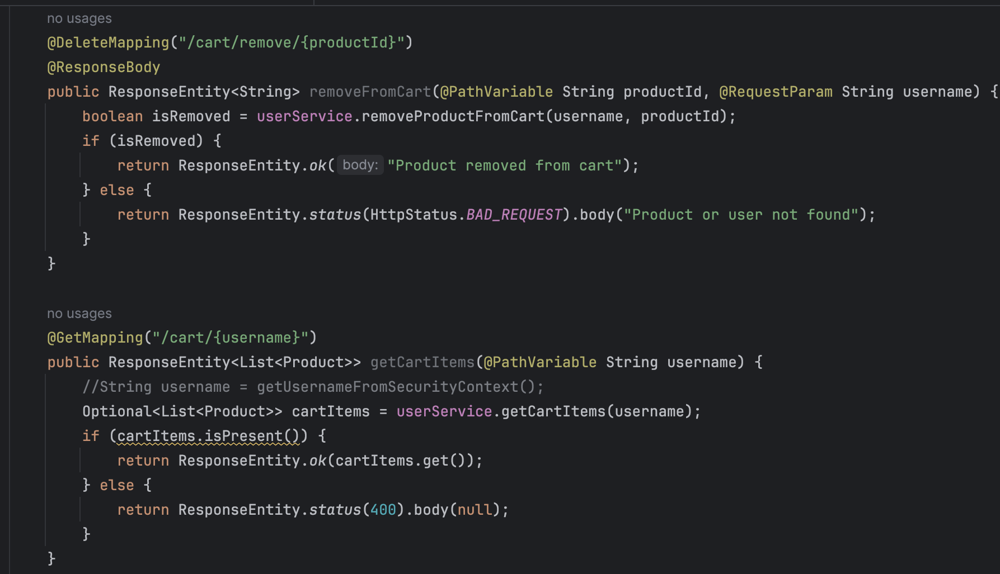 no usages
@DeleteMapping("/cart/remove/{productId}")
@ResponseBody
public ResponseEntity<String> removeFromCart(@PathVariable String productId, @RequestParam String username) {
    boolean isRemoved = userService.removeProductFromCart(username, productId);
    if (isRemoved) {
        return ResponseEntity.ok( body: "Product removed from cart");
    } else {
        return ResponseEntity.status(HttpStatus.BAD_REQUEST).body("Product or user not found");
    }
}
no usages
@GetMapping("/cart/{username}")
public ResponseEntity<List<Product>> getCartItems(@PathVariable String username) {
    //String username = getUsernameFromSecurityContext();
    Optional<List<Product>> cartItems = userService.getCartItems(username);
    if (cartItems.isPresent()) {
        return ResponseEntity.ok(cartItems.get());
    } else {
        return ResponseEntity.status(400).body(null);
    }
}